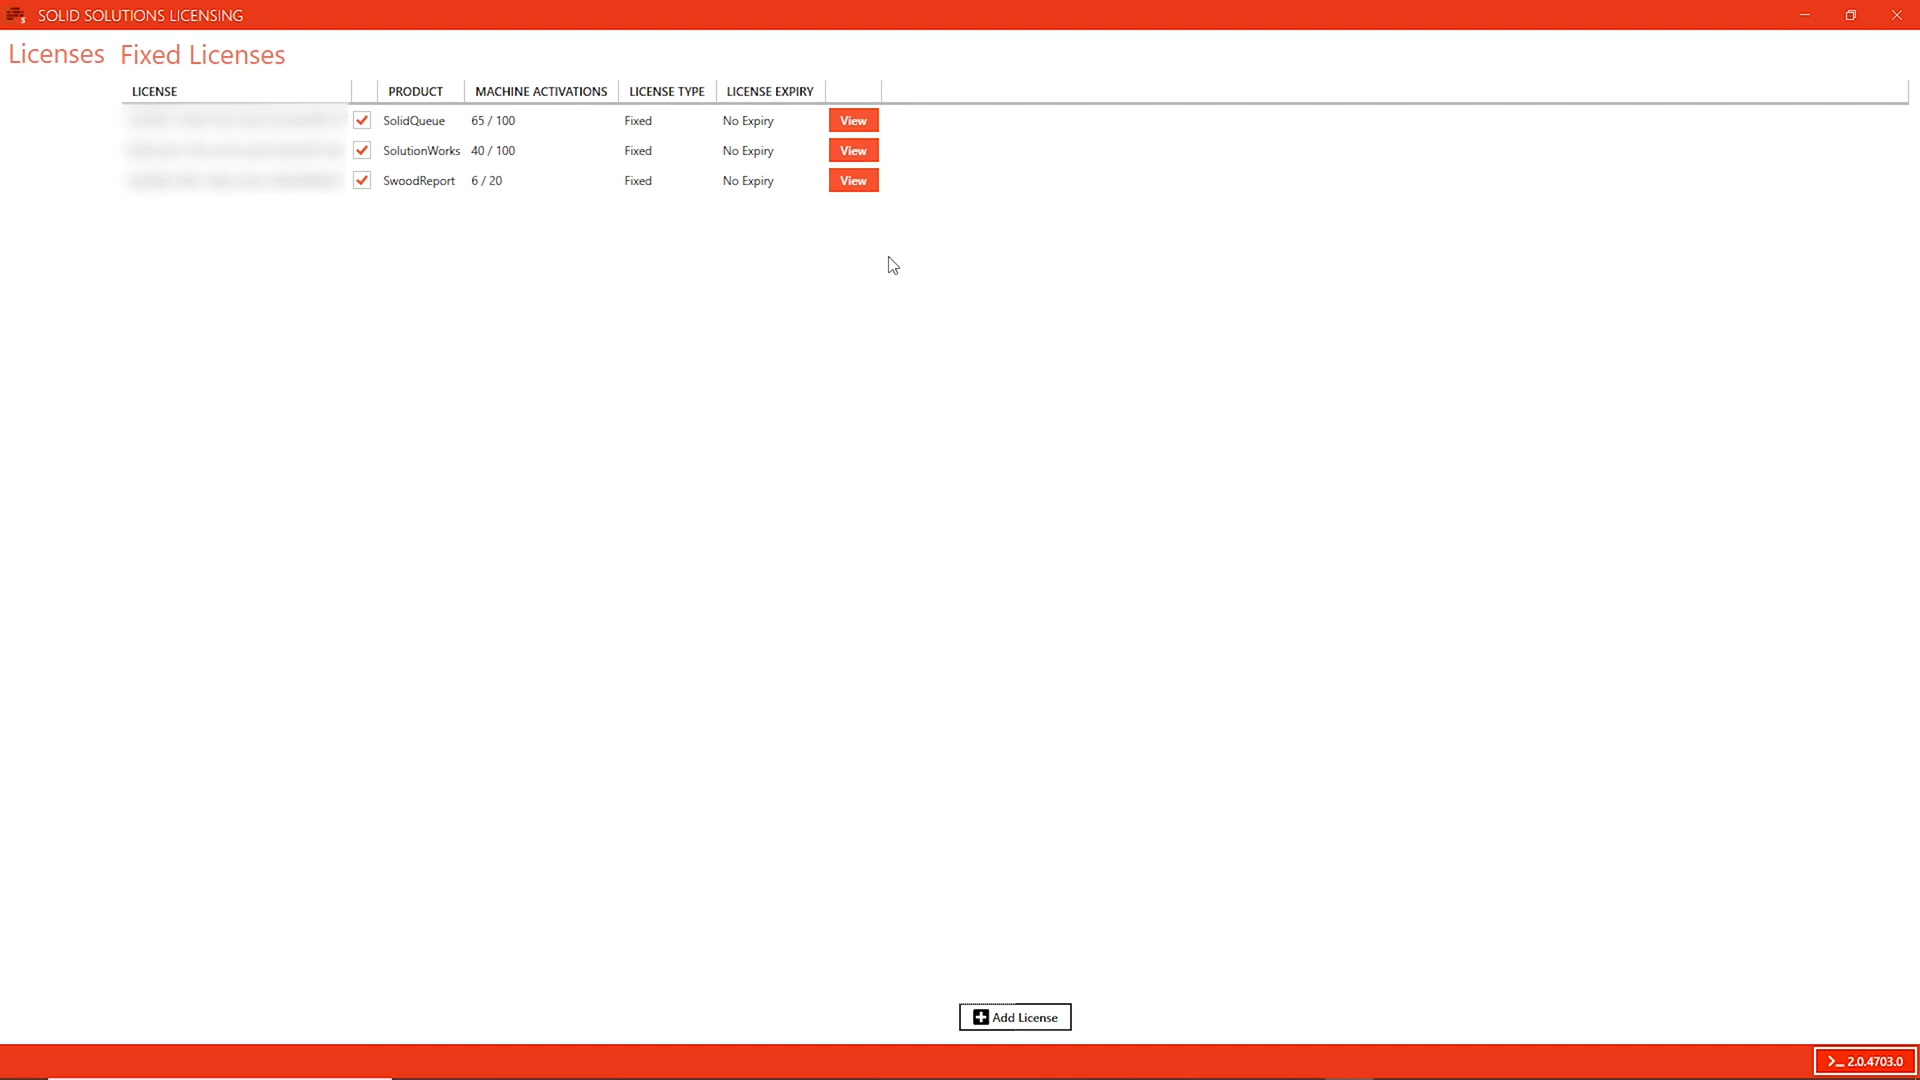 SOLID SOLUTIONS LICENSING
Licenses Fixed Licenses
LICENSE PRODUCT MACHINE ACTIVATIONS LICENSE TYPE LICENSE EXPIRY
SolidQueue 65 / 100 Fixed No Expiry View
SolutionWorks 40 / 100 Fixed No Expiry View
SwoodReport 6 / 20 Fixed No Expiry View
Add License
>_ 2.0.4703.0